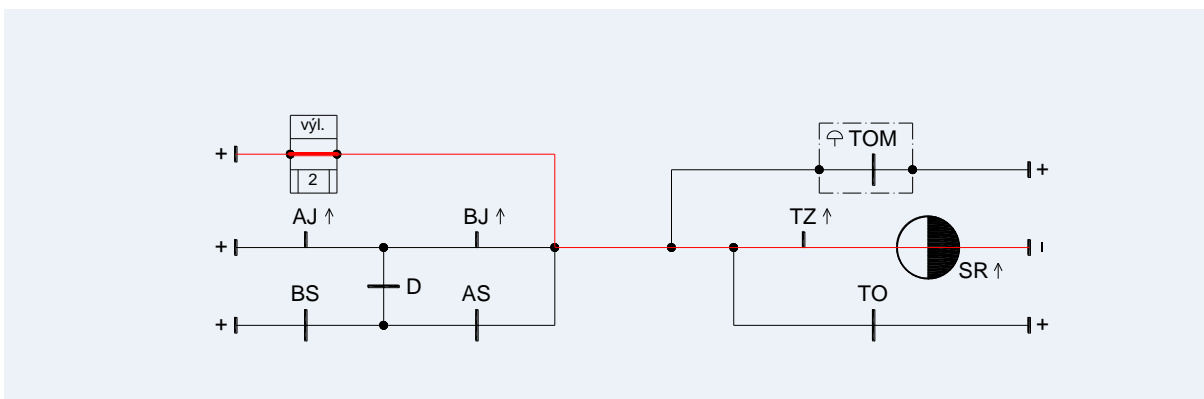 výl.
TOM
+
2
+
AJ ↑
BJ ↑
TZ ↑
+
SR ↑
BS
D
AS
TO
+
+